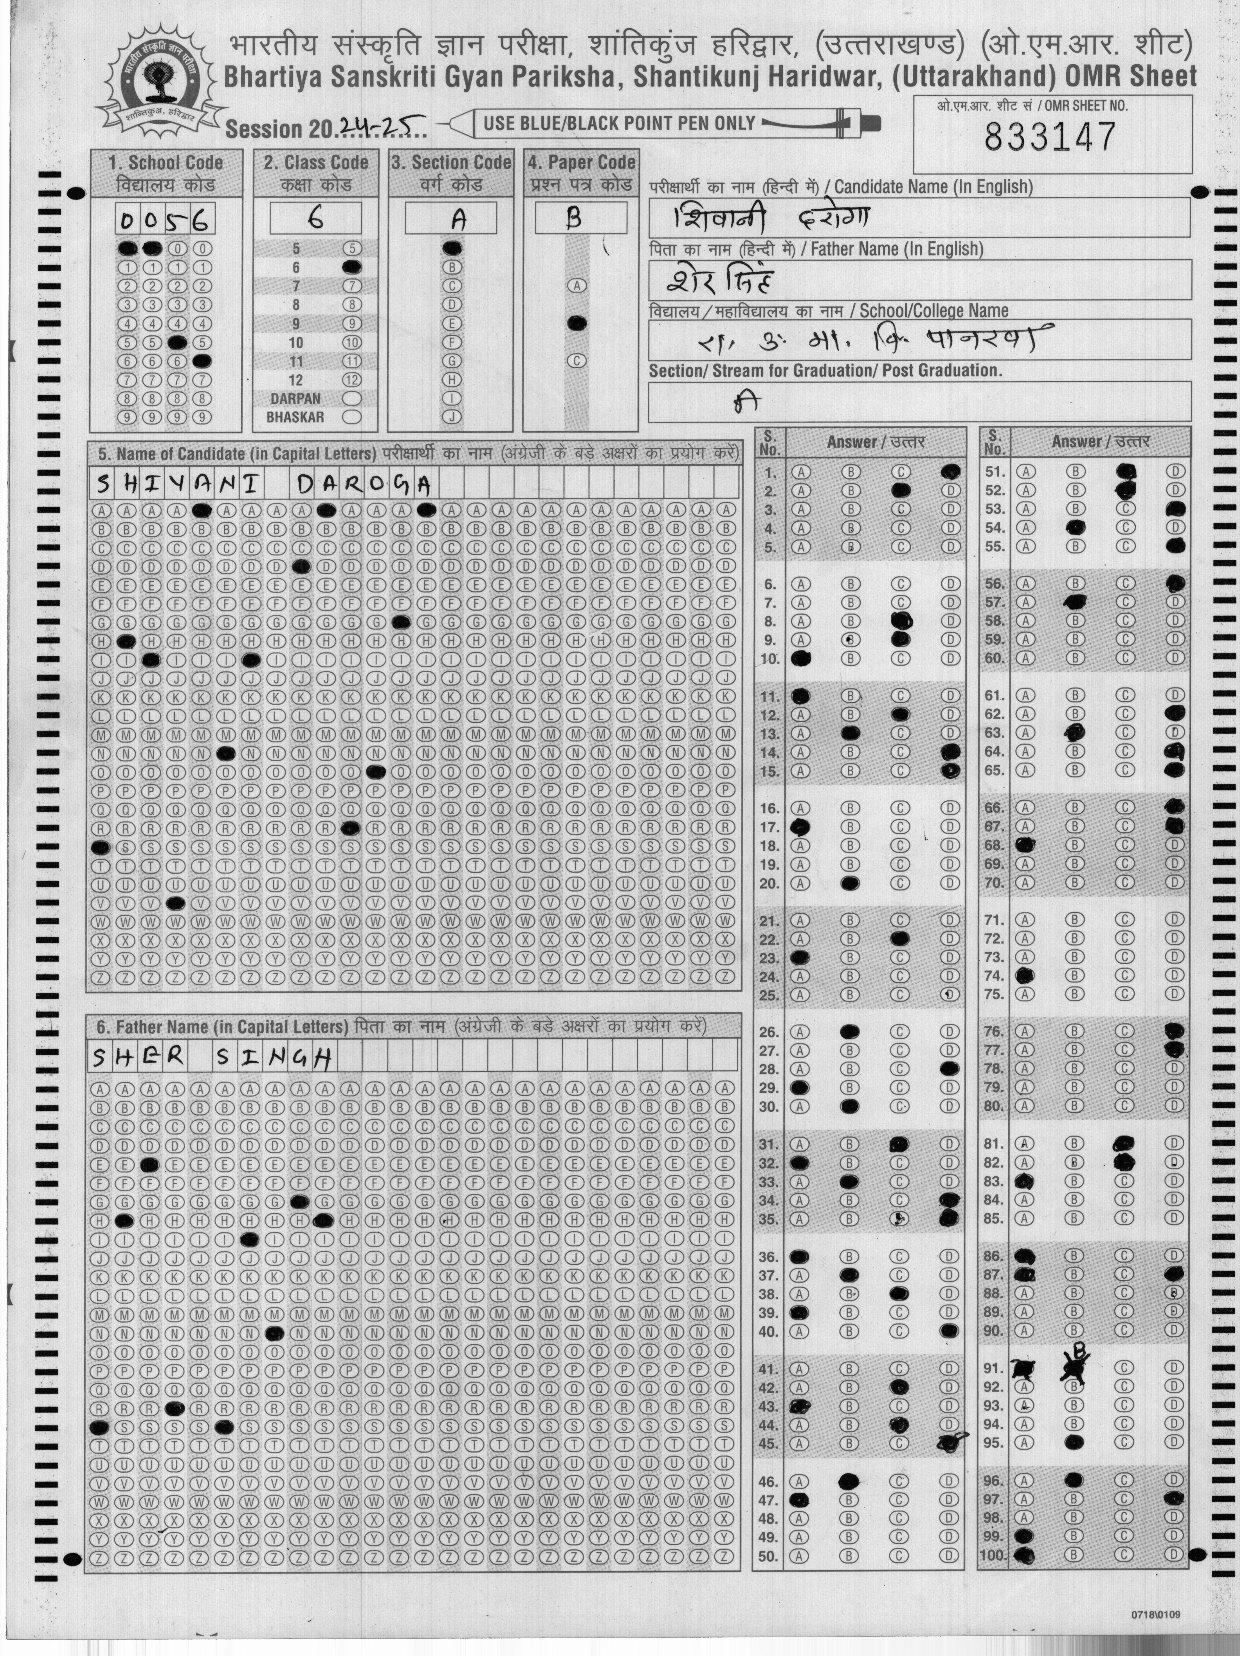 भारतीय संस्कृति ज्ञान परीक्षा, शांतिकुंज हरिद्वार, (उत्तराखण्ड) (ओ.एम.आर. शीट)
Bhartiya Sanskriti Gyan Pariksha, Shantikunj Haridwar, (Uttarakhand) OMR Sheet
Session 20.24-25
USE BLUE/BLACK POINT PEN ONLY
ओ.एम.आर. शीट सं / OMR SHEET NO.
833147
1. School Code
विद्यालय कोड
0056
2. Class Code
कक्षा कोड
6
5
6
7
8
9
10
11
12
DARPAN
BHASKAR
3. Section Code
वर्ग कोड
A
4. Paper Code
प्रश्न पत्र कोड
B
परीक्षार्थी का नाम (हिन्दी में) / Candidate Name (In English)
शिवानी दरोगा
पिता का नाम (हिन्दी में) / Father Name (In English)
शेर सिंह
विद्यालय/महाविद्यालय का नाम / School/College Name
रा. उ. मा. वि. पानरवा
Section/ Stream for Graduation/ Post Graduation.
A
5. Name of Candidate (in Capital Letters) परीक्षार्थी का नाम (अंग्रेजी के बड़े अक्षरों का प्रयोग करें)
SHIVANI DAROGA
6. Father Name (in Capital Letters) पिता का नाम (अंग्रेजी के बड़े अक्षरों का प्रयोग करें)
SHER SINGH
S. No. Answer / उत्तर
S. No. Answer / उत्तर
B
0718\0109